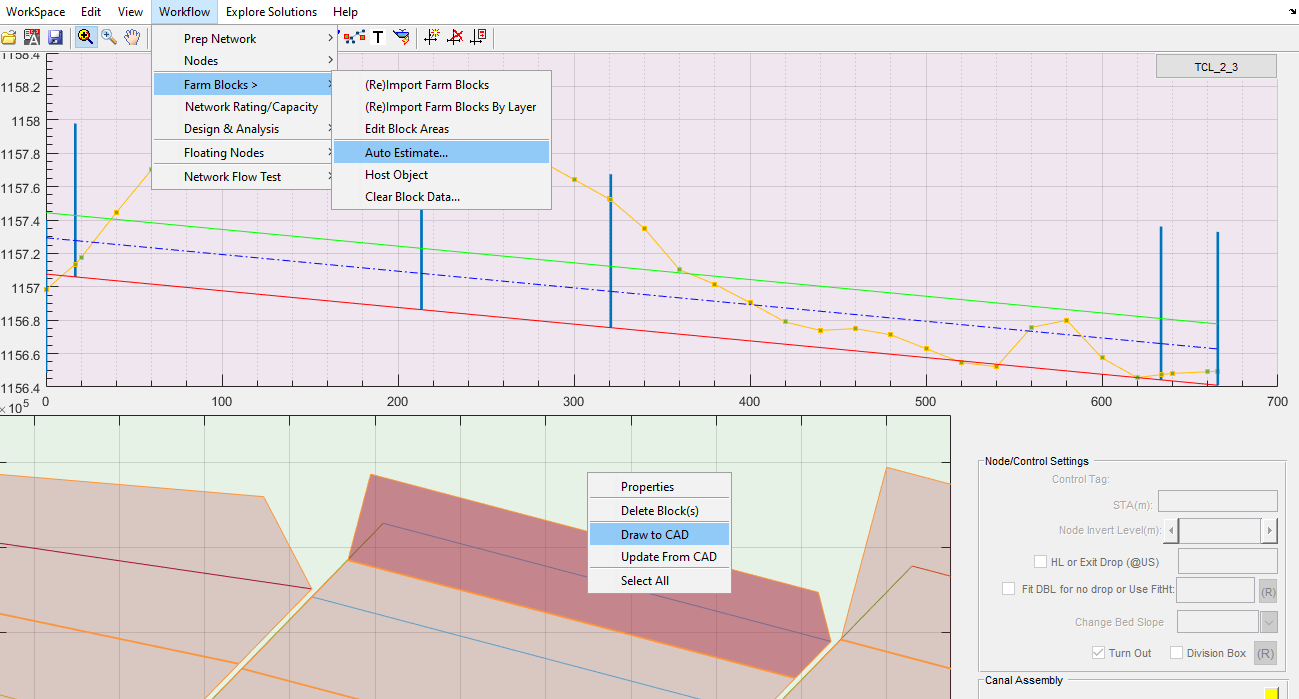 WorkSpace Edit View Workflow Explore Solutions Help
T
Prep Network >
Nodes >
Farm Blocks > >
Network Rating/Capacity
Design & Analysis >
Floating Nodes >
Network Flow Test >
(Re)Import Farm Blocks
(Re)Import Farm Blocks By Layer
Edit Block Areas
Auto Estimate...
Host Object
Clear Block Data...
TCL_2_3
1158.4
1158.2
1158
1157.8
1157.6
1157.4
1157.2
1157
1156.8
1156.6
1156.4
0 100 200 300 400 500 600 700
× 10⁵
Properties
Delete Block(s)
Draw to CAD
Update From CAD
Select All
Node/Control Settings
Control Tag:
STA(m):
Node Invert Level(m):
HL or Exit Drop (@US)
Fit DBL for no drop or Use FitHt: (R)
Change Bed Slope
Turn Out Division Box (R)
Canal Assembly